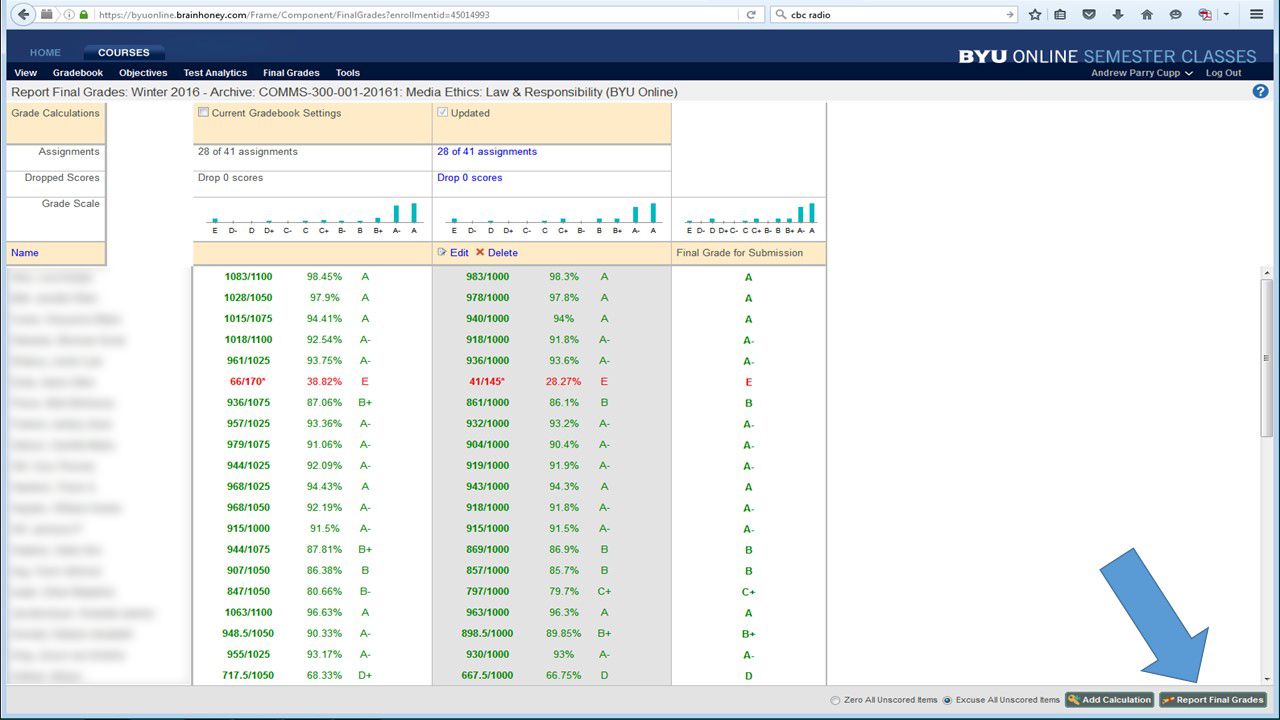 https://byuonline.brainhoney.com/Frame/Component/FinalGrades?enrollmentid=45014993
cbc radio
HOME COURSES
BYU ONLINE SEMESTER CLASSES
View Gradebook Objectives Test Analytics Final Grades Tools
Andrew Parry Cupp Log Out
Report Final Grades: Winter 2016 - Archive: COMMS-300-001-20161: Media Ethics: Law & Responsibility (BYU Online) ?
Grade Calculations Current Gradebook Settings Updated
Assignments 28 of 41 assignments 28 of 41 assignments
Dropped Scores Drop 0 scores Drop 0 scores
Grade Scale
E D- D D+ C- C C+ B- B B+ A- A E D- D D+ C- C C+ B- B B+ A- A E D- D D+ C- C C+ B- B B+ A- A
Name Edit Delete Final Grade for Submission
1083/1100 98.45% A 983/1000 98.3% A A
1028/1050 97.9% A 978/1000 97.8% A A
1015/1075 94.41% A 940/1000 94% A A
1018/1100 92.54% A- 918/1000 91.8% A- A-
961/1025 93.75% A- 936/1000 93.6% A- A-
66/170* 38.82% E 41/145* 28.27% E E
936/1075 87.06% B+ 861/1000 86.1% B B
957/1025 93.36% A- 932/1000 93.2% A- A-
979/1075 91.06% A- 904/1000 90.4% A- A-
944/1025 92.09% A- 919/1000 91.9% A- A-
968/1025 94.43% A 943/1000 94.3% A A
968/1050 92.19% A- 918/1000 91.8% A- A-
915/1000 91.5% A- 915/1000 91.5% A- A-
944/1075 87.81% B+ 869/1000 86.9% B B
907/1050 86.38% B 857/1000 85.7% B B
847/1050 80.66% B- 797/1000 79.7% C+ C+
1063/1100 96.63% A 963/1000 96.3% A A
948.5/1050 90.33% A- 898.5/1000 89.85% B+ B+
955/1025 93.17% A- 930/1000 93% A- A-
717.5/1050 68.33% D+ 667.5/1000 66.75% D D
Zero All Unscored Items Excuse All Unscored Items Add Calculation Report Final Grades